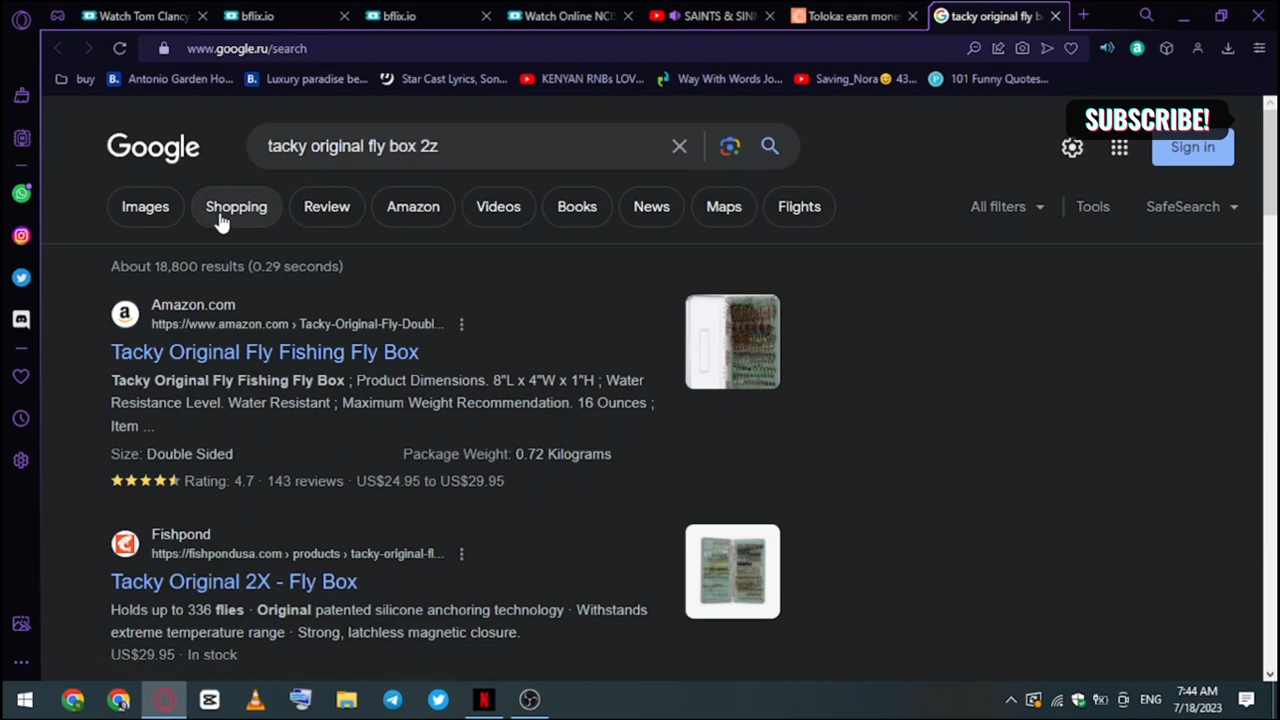 Watch Tom Clancy
bflix.io
bflix.io
Watch Online NCIS
SAINTS & SIN
Toloka: earn mone
tacky original fly b
www.google.ru/search
buy
Antonio Garden Ho...
Luxury paradise be...
Star Cast Lyrics, Son...
KENYAN RNBs LOV...
Way With Words Jo...
Saving_Nora😊 43...
101 Funny Quotes...
SUBSCRIBE!
Google
tacky original fly box 2z
Sign in
Images
Shopping
Review
Amazon
Videos
Books
News
Maps
Flights
All filters
Tools
SafeSearch
About 18,800 results (0.29 seconds)
Amazon.com
https://www.amazon.com › Tacky-Original-Fly-Doubl...
Tacky Original Fly Fishing Fly Box
Tacky Original Fly Fishing Fly Box ; Product Dimensions. 8"L x 4"W x 1"H ; Water
Resistance Level. Water Resistant ; Maximum Weight Recommendation. 16 Ounces ;
Item ...
Size: Double Sided
Package Weight: 0.72 Kilograms
Rating: 4.7 · 143 reviews · US$24.95 to US$29.95
Fishpond
https://fishpondusa.com › products › tacky-original-fl...
Tacky Original 2X - Fly Box
Holds up to 336 flies · Original patented silicone anchoring technology · Withstands
extreme temperature range · Strong, latchless magnetic closure.
US$29.95 · In stock
ENG
7:44 AM
7/18/2023